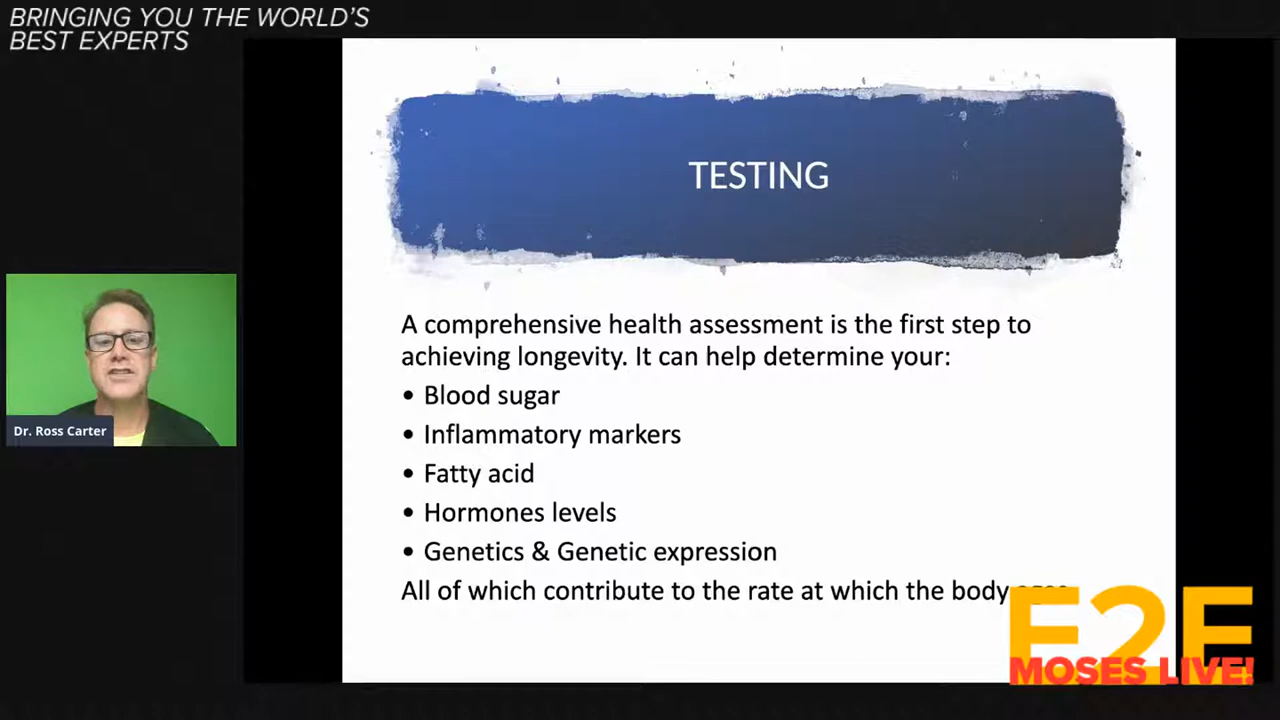 BRINGING YOU THE WORLD'S
BEST EXPERTS
TESTING
A comprehensive health assessment is the first step to
achieving longevity. It can help determine your:
• Blood sugar
• Inflammatory markers
• Fatty acid
• Hormones levels
• Genetics & Genetic expression
All of which contribute to the rate at which the body
Dr. Ross Carter
E2E
MOSES LIVE!